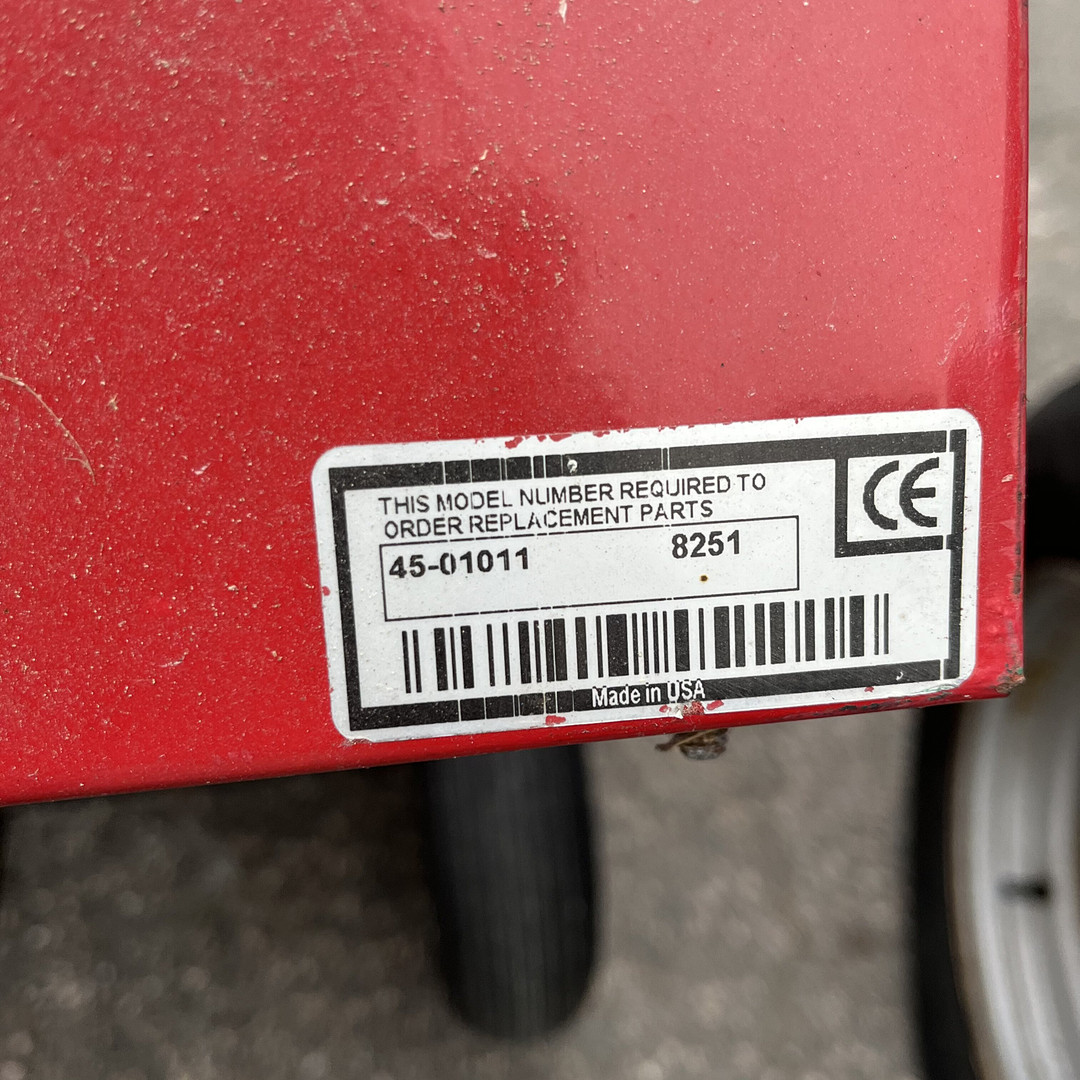 THIS MODEL NUMBER REQUIRED TO
ORDER REPLACEMENT PARTS
45-01011 8251
CE
Made in USA